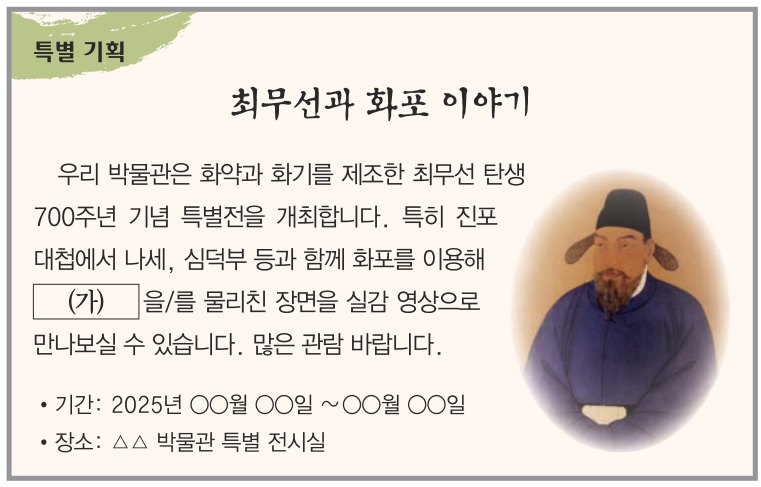 특별 기획
최무선과 화포 이야기
우리 박물관은 화약과 화기를 제조한 최무선 탄생
700주년 기념 특별전을 개최합니다. 특히 진포
대첩에서 나세, 심덕부 등과 함께 화포를 이용해
(가) 을/를 물리친 장면을 실감 영상으로
만나보실 수 있습니다. 많은 관람 바랍니다.
• 기간: 2025년 ○○월 ○○일 ~ ○○월 ○○일
• 장소: △△ 박물관 특별 전시실